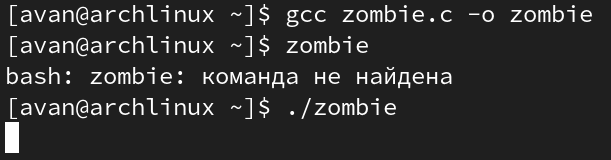 [avan@archlinux ~]$ gcc zombie.c -o zombie
[avan@archlinux ~]$ zombie
bash: zombie: команда не найдена
[avan@archlinux ~]$ ./zombie